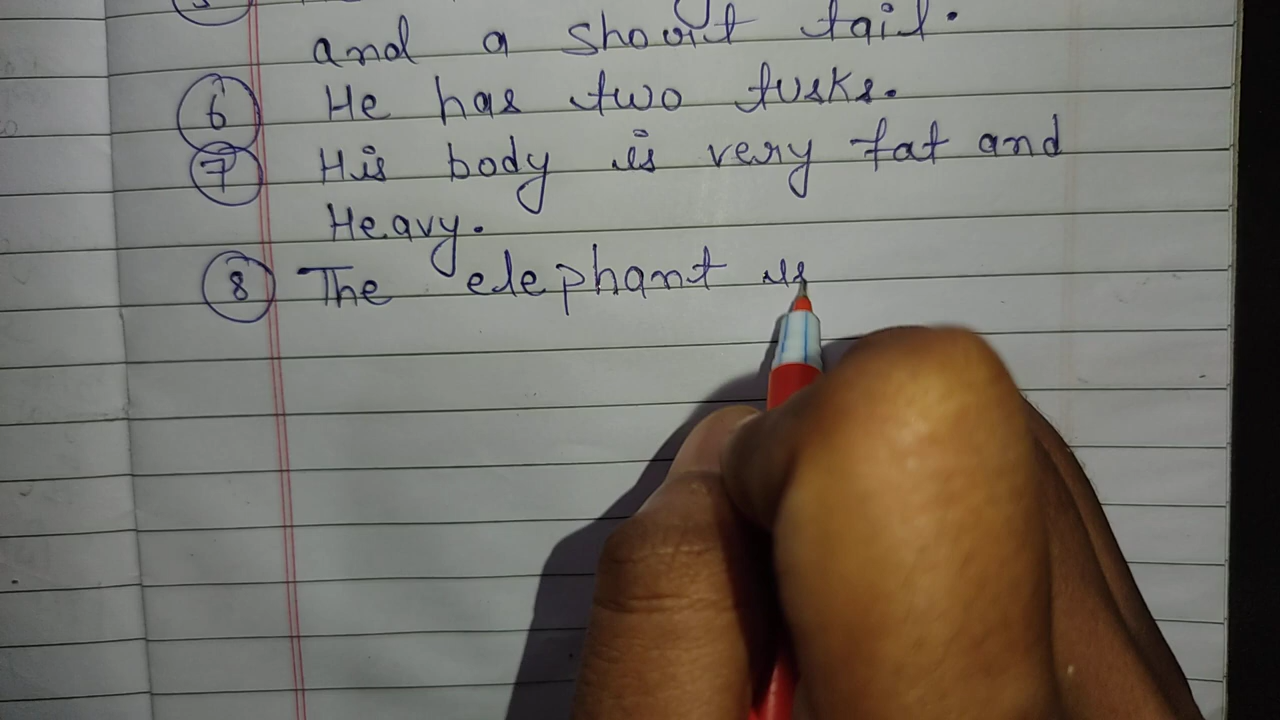 5
and a short tail.
6 He has two tusks.
7 His body is very fat and
Heavy.
8 The elephant is